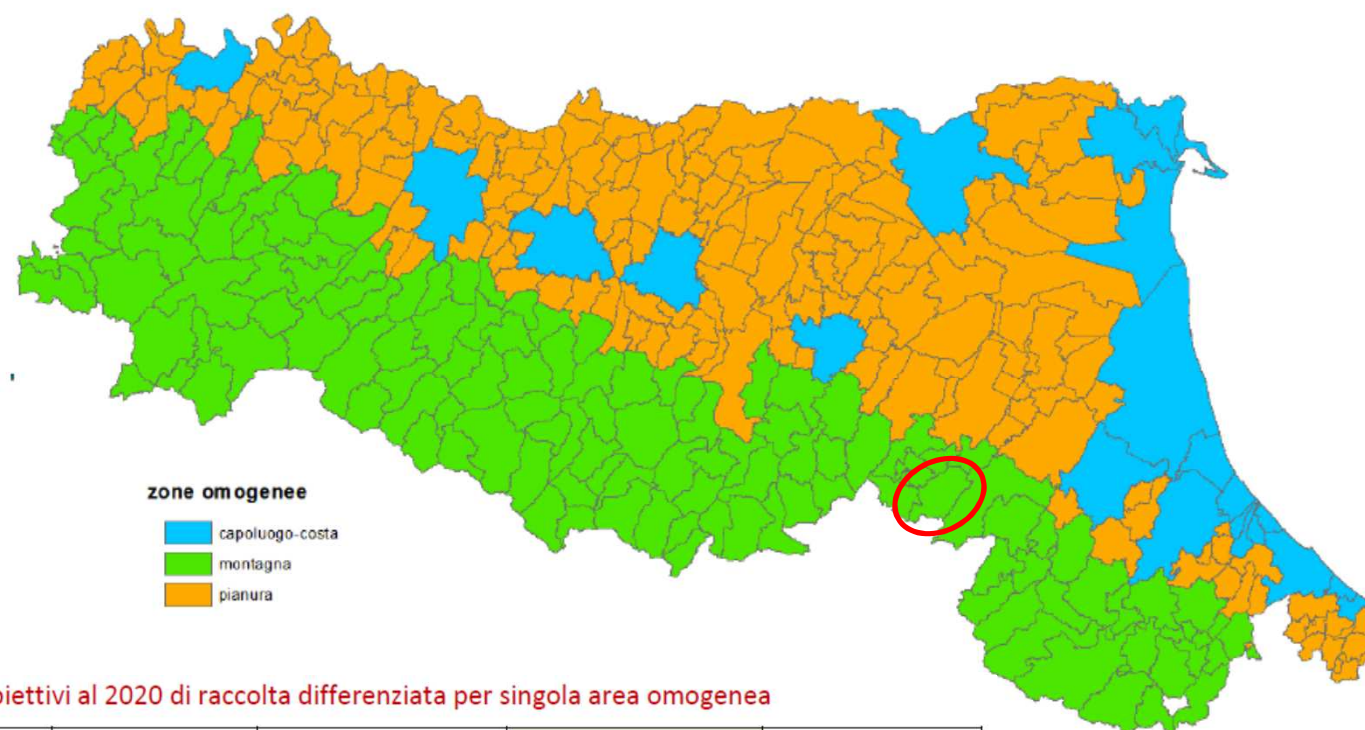 zone omogenee
capoluogo-costa
montagna
pianura
biettivi al 2020 di raccolta differenziata per singola area omogenea